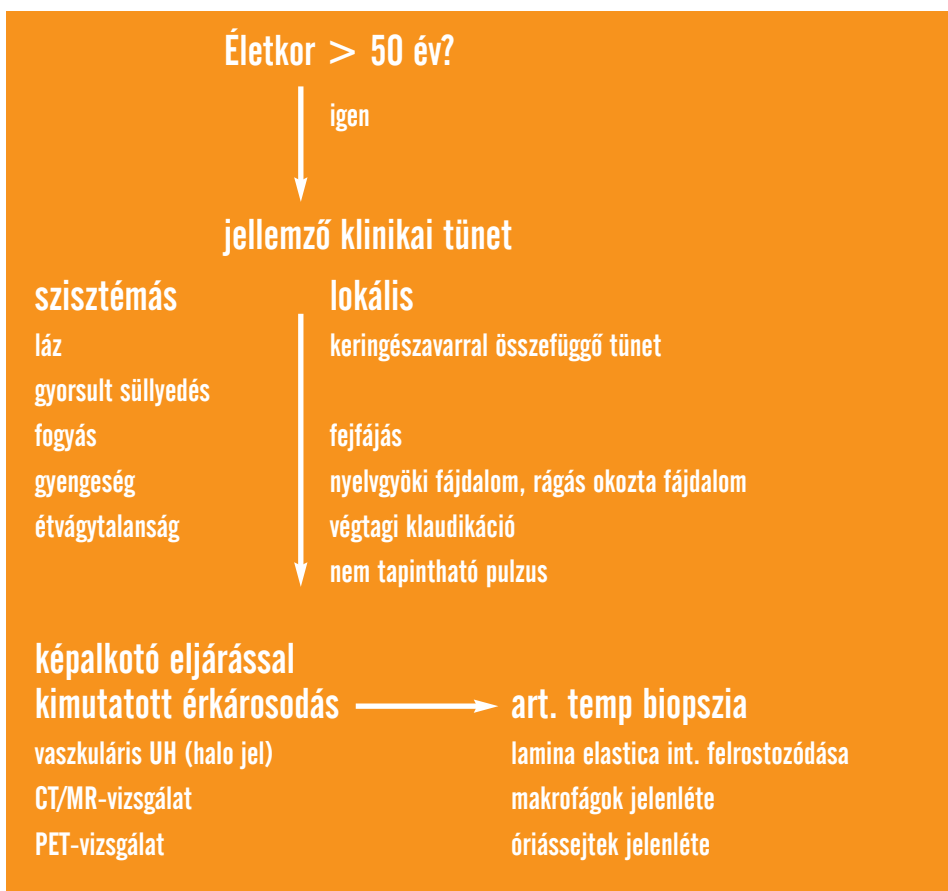 Életkor > 50 év?
igen
jellemző klinikai tünet
szisztémás
láz
gyorsult süllyedés
fogyás
gyengeség
étvágytalanság
lokális
keringészavarral összefüggő tünet
fejfájás
nyelvgyöki fájdalom, rágás okozta fájdalom
végtagi klaudikáció
nem tapintható pulzus
képalkotó eljárással
kimutatott érkárosodás
vaszkuláris UH (halo jel)
CT/MR-vizsgálat
PET-vizsgálat
art. temp biopszia
lamina elastica int. felrostozódása
makrofágok jelenléte
óriássejtek jelenléte